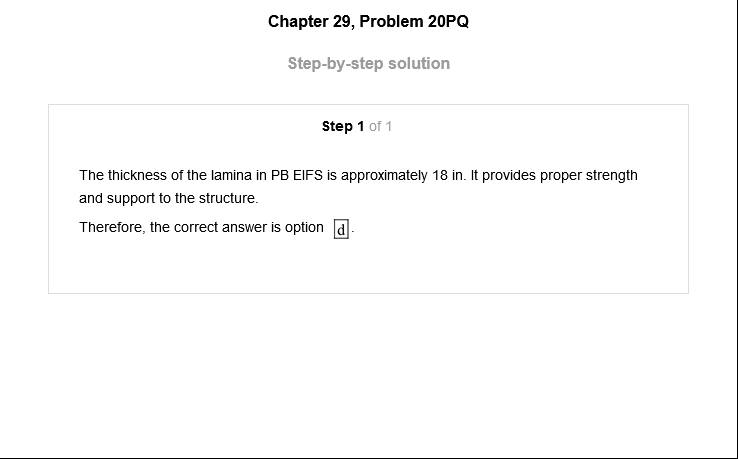 Chapter 29, Problem 20PQ
Step-by-step solution
Step 1 of 1
The thickness of the lamina in PB EIFS is approximately 18 in. It provides proper strength
and support to the structure.
Therefore, the correct answer is option d.